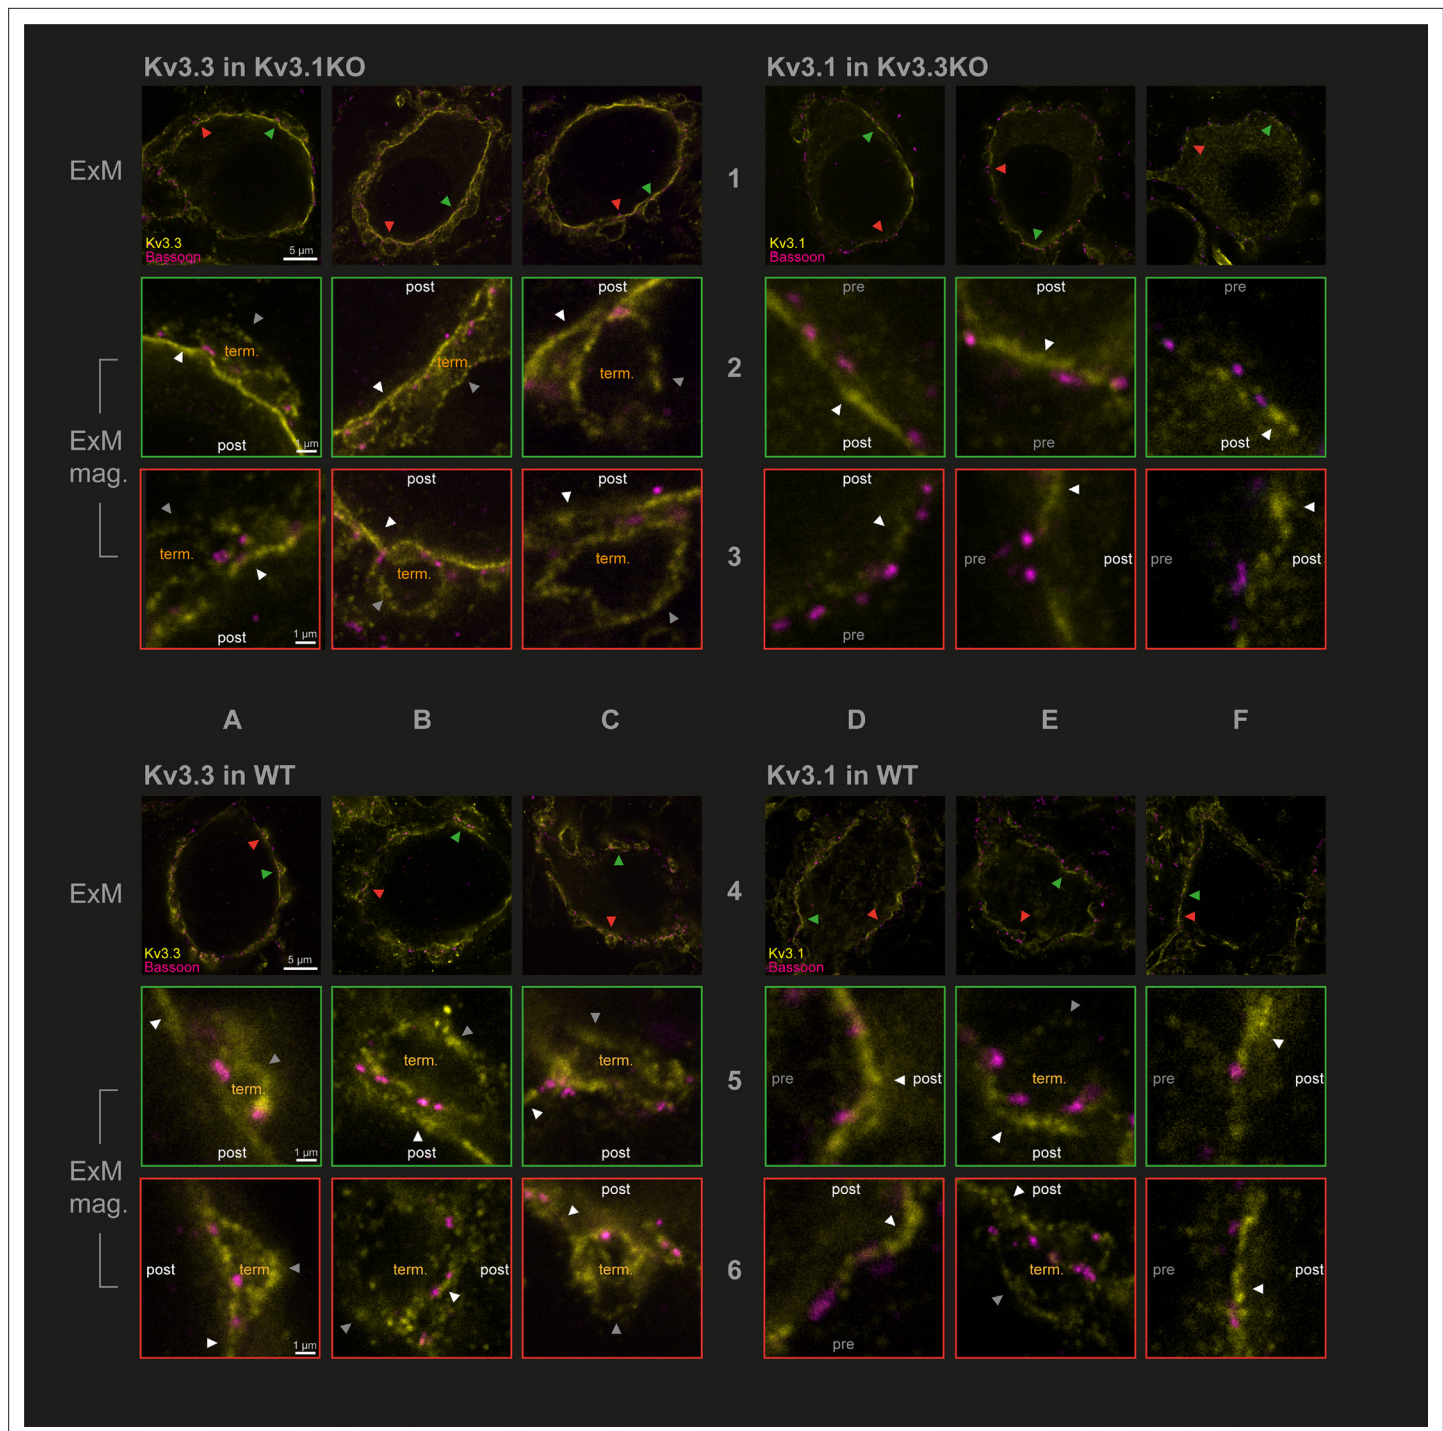 Kv3.3 in Kv3.1KO
Kv3.1 in Kv3.3KO
ExM
Kv3.3
Bassoon
5 µm
1
Kv3.1
Bassoon
ExM
mag.
term.
post
1 µm
post
term.
post
term.
2
pre
post
post
pre
pre
post
term.
post
1 µm
post
term.
post
term.
3
post
pre
pre
post
pre
post
A
B
C
D
E
F
Kv3.3 in WT
Kv3.1 in WT
ExM
Kv3.3
Bassoon
5 µm
4
Kv3.1
Bassoon
ExM
mag.
term.
post
1 µm
term.
post
term.
post
5
pre
post
term.
post
pre
post
post
term.
1 µm
term.
post
post
term.
6
post
pre
post
term.
pre
post